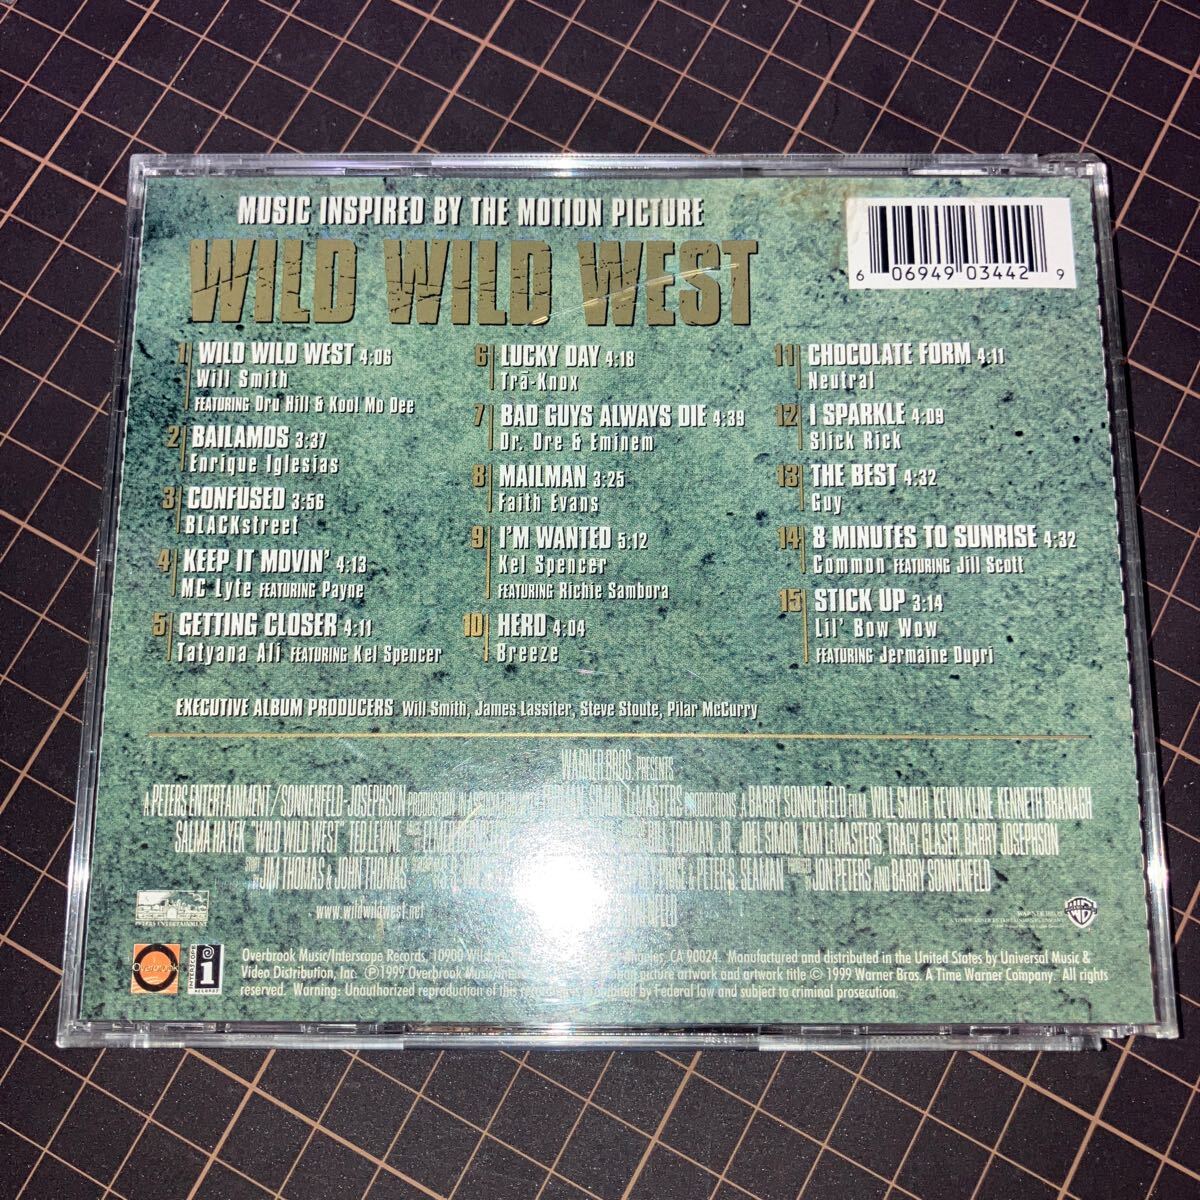 MUSIC INSPIRED BY THE MOTION PICTURE
WILD WILD WEST
6 06949 03442 9
1 WILD WILD WEST 4:06
Will Smith
FEATURING Dru Hill & Kool Mo Dee
2 BAILAMOS 3:37
Enrique Iglesias
3 CONFUSED 3:56
BLACKstreet
4 KEEP IT MOVIN' 4:13
MC Lyte FEATURING Payne
5 GETTING CLOSER 4:11
Tatyana Ali FEATURING Kel Spencer
6 LUCKY DAY 4:18
Trā-Knox
7 BAD GUYS ALWAYS DIE 4:39
Dr. Dre & Eminem
8 MAILMAN 3:25
Faith Evans
9 I'M WANTED 5:12
Kel Spencer
FEATURING Richie Sambora
10 HERO 4:04
Breeze
11 CHOCOLATE FORM 4:11
Neutral
12 I SPARKLE 4:09
Slick Rick
13 THE BEST 4:32
Guy
14 8 MINUTES TO SUNRISE 4:32
Common FEATURING Jill Scott
15 STICK UP 3:14
Lil' Bow Wow
FEATURING Jermaine Dupri
EXECUTIVE ALBUM PRODUCERS Will Smith, James Lassiter, Steve Stoute, Pilar McCurry
WARNER BROS. PRESENTS
A PETERS ENTERTAINMENT/SONNENFELD-JOSEPHSON PRODUCTION IN LEMASTERS PRODUCTIONS A BARRY SONNENFELD FILM WILL SMITH KEVIN KLINE KENNETH BRANAGH
SALMA HAYEK "WILD WILD WEST" TED LEVINE TODMAN, JR. JOEL SIMON, KIM LEMASTERS, TRACY GLASER, BARRY JOSEPHSON
JIM THOMAS & JOHN THOMAS & PETER S. SEAMAN JON PETERS AND BARRY SONNENFELD
www.wildwildwest.net
PETERS ENTERTAINMENT
WARNER BROS.
Overbrook
INTERSCOPE
RECORDS
Overbrook Music/Interscope Records, 10900 CA 90024. Manufactured and distributed in the United States by Universal Music &
Video Distribution, Inc. Ⓟ1999 Overbrook picture artwork and artwork title © 1999 Warner Bros. A Time Warner Company. All rights
reserved. Warning: Unauthorized reproduction of this by Federal law and subject to criminal prosecution.